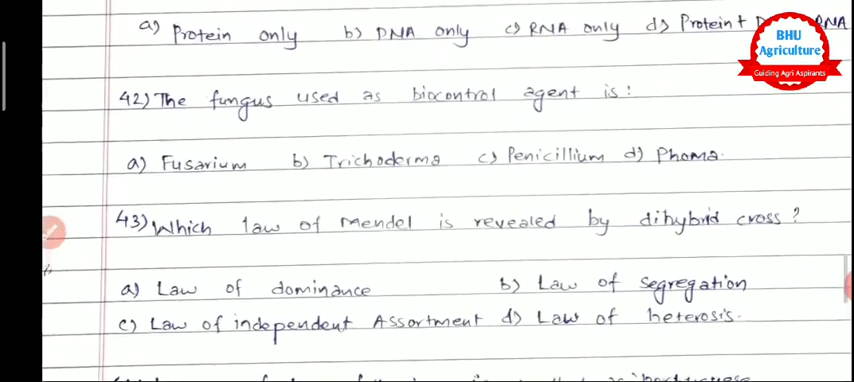 a) Protein only b) DNA only c) RNA only d) Protein + RNA
BHU
Agriculture
Guiding Agri Aspirants
42) The fungus used as biocontrol agent is :
a) Fusarium b) Trichoderma c) Penicillium d) Phoma.
43) Which law of Mendel is revealed by dihybrid cross ?
a) Law of dominance b) Law of segregation
c) Law of independent Assortment d) Law of heterosis.